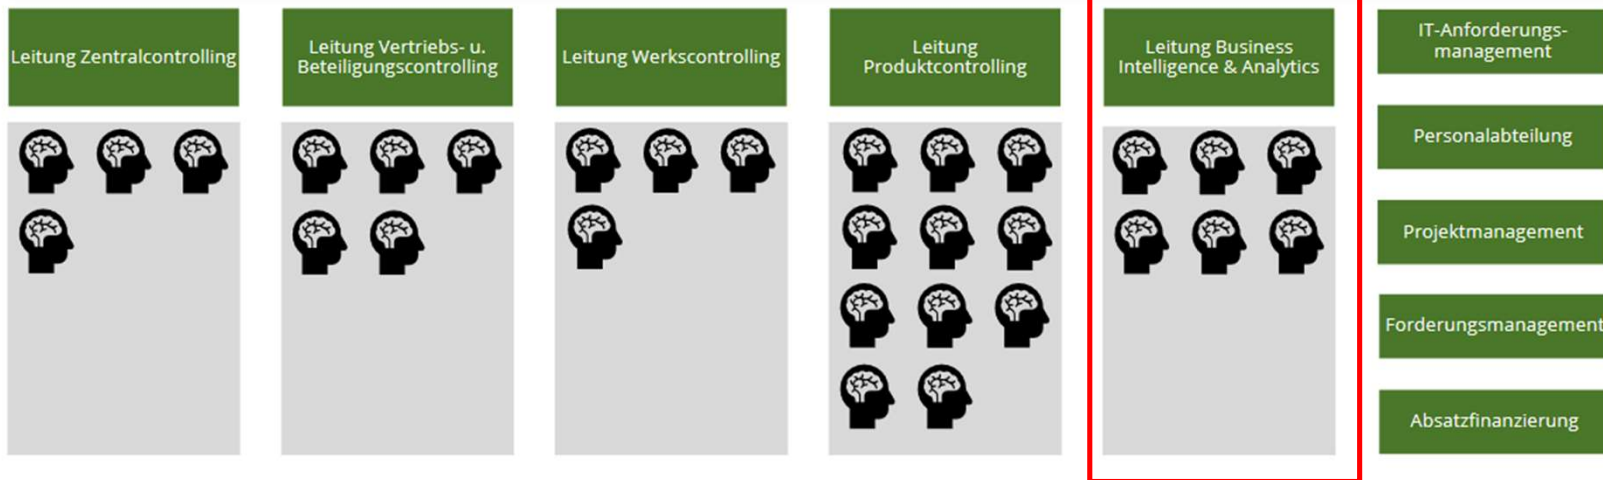 Leitung Zentralcontrolling
Leitung Vertriebs- u.
Beteiligungscontrolling
Leitung Werkscontrolling
Leitung
Produktcontrolling
Leitung Business
Intelligence & Analytics
IT-Anforderungs-
management
Personalabteilung
Projektmanagement
Forderungsmanagement
Absatzfinanzierung